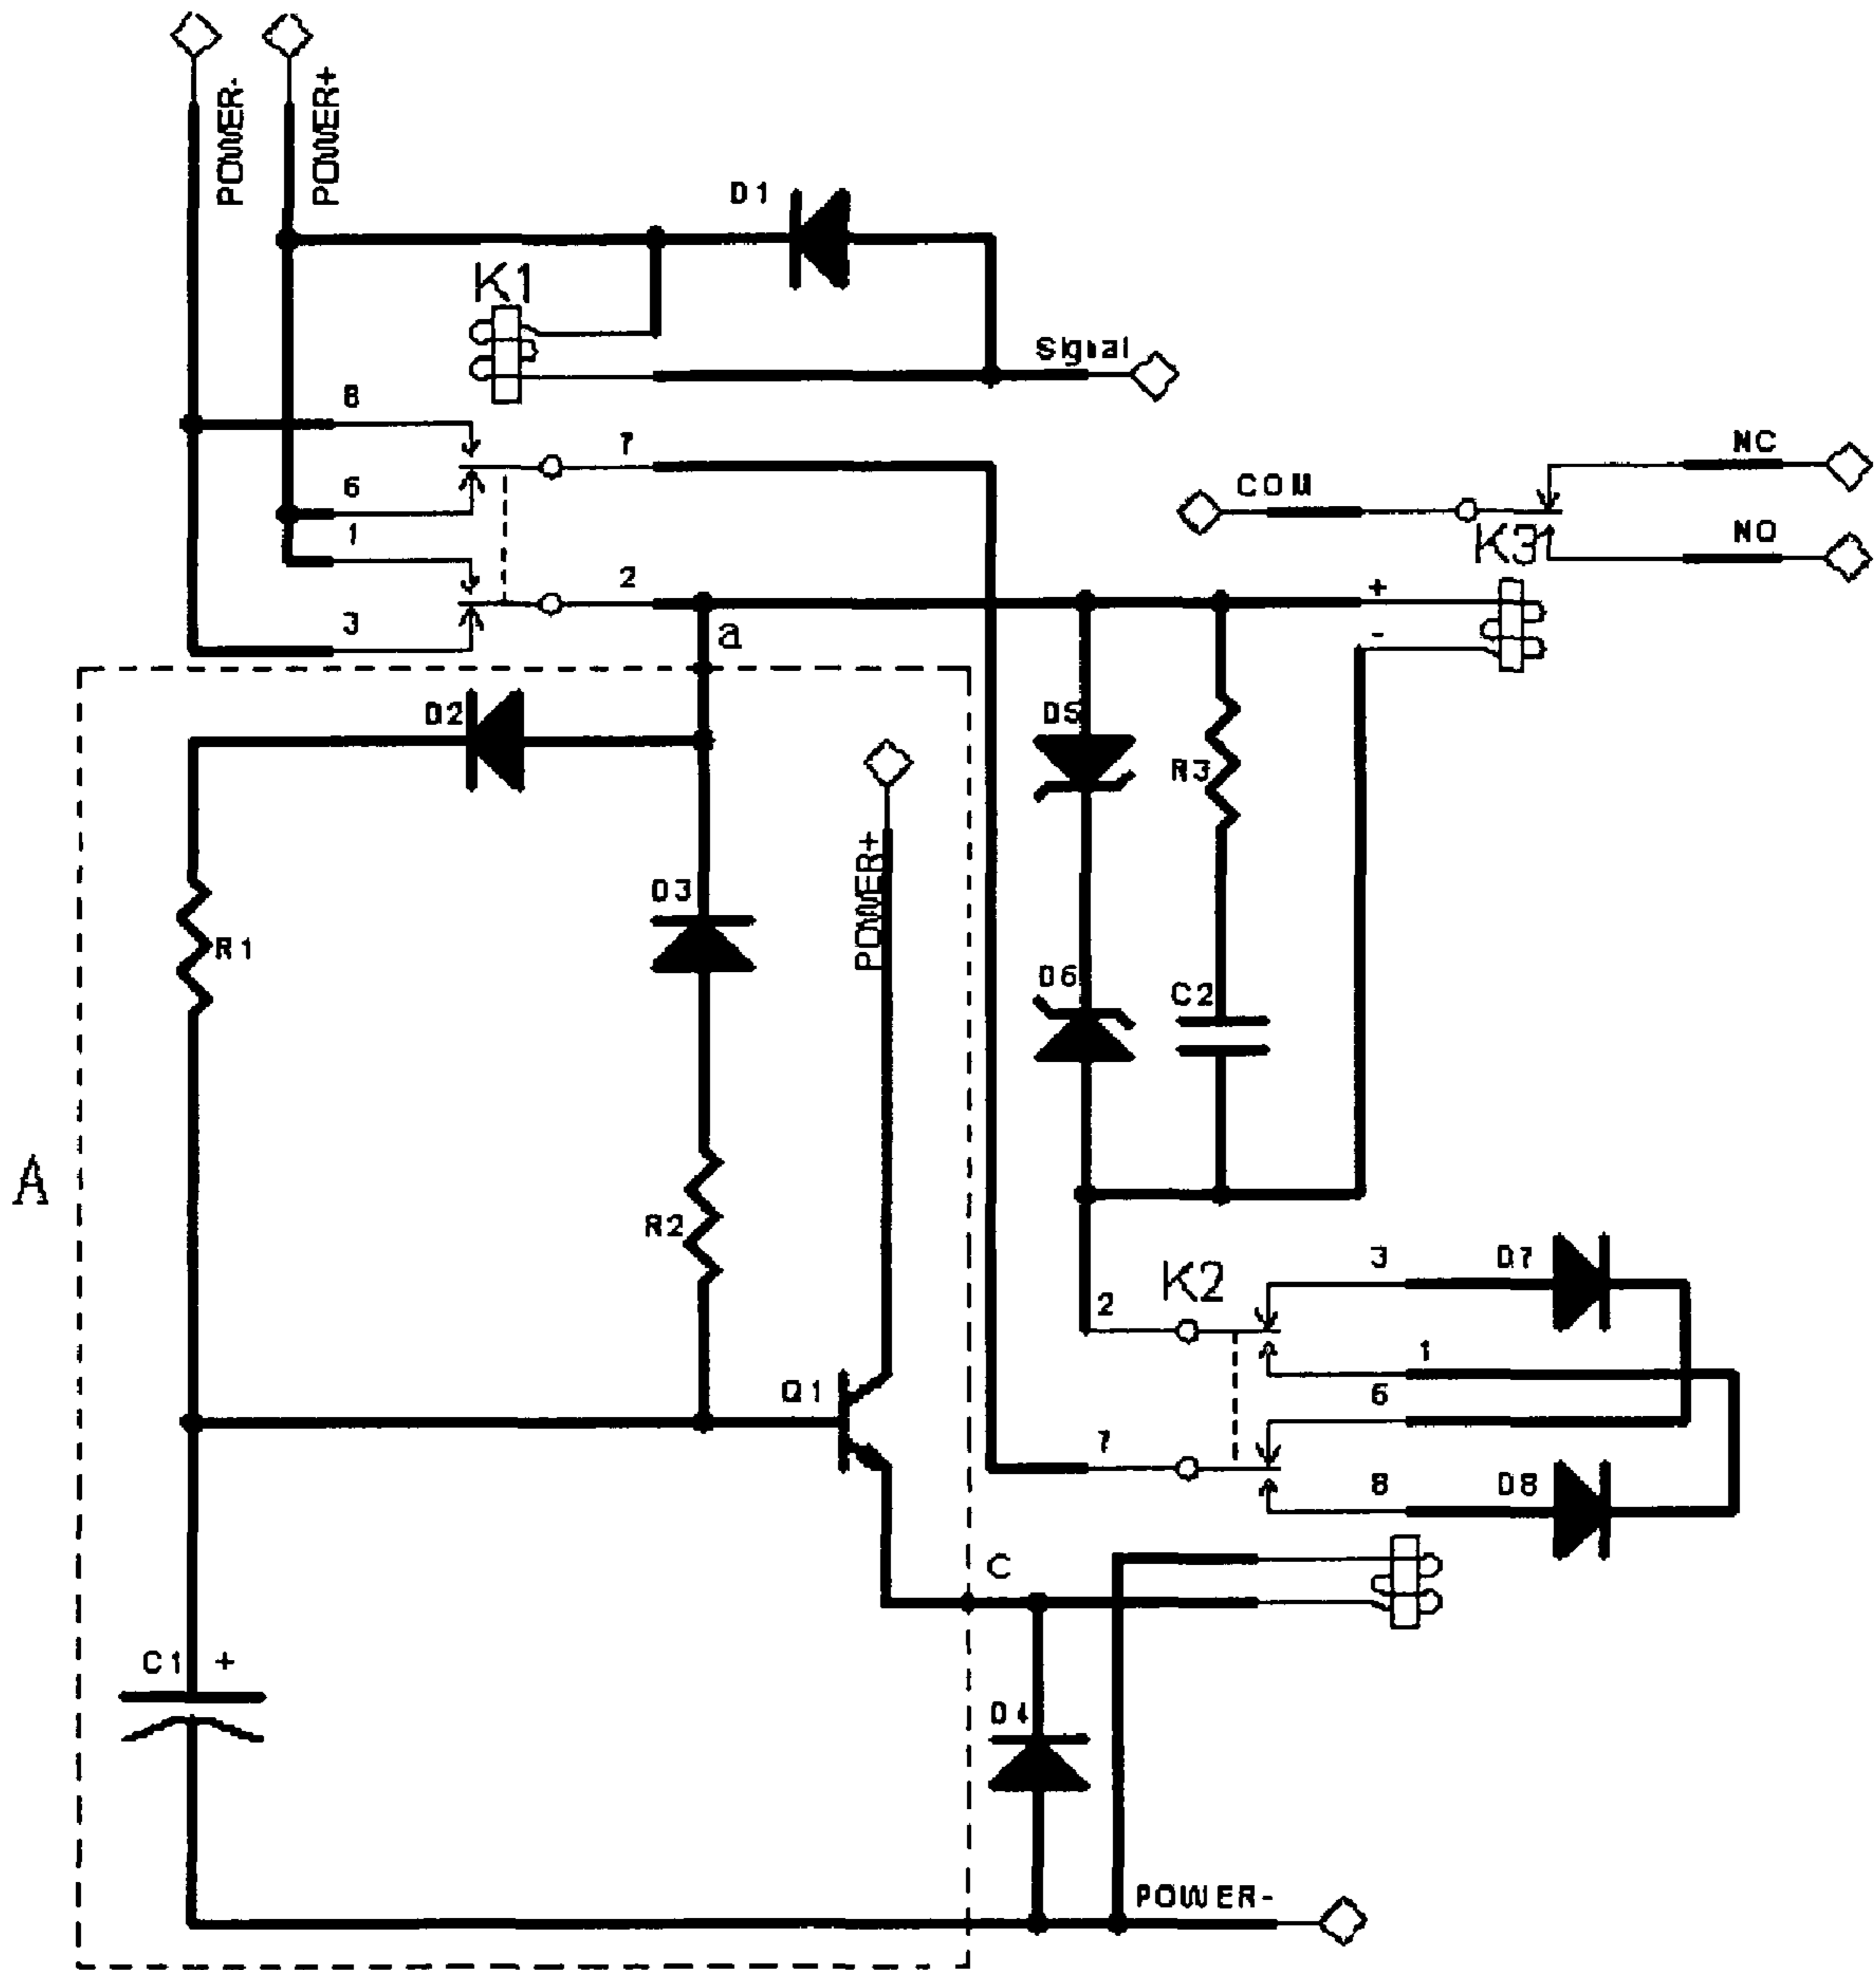 POWER-
POWER+
D1
K1
Signal
8
7
6
1
NC
COM
K3
NO
2
+
3
-
a
D2
D5
R3
POWER+
D3
R1
D6
C2
A
R2
K2
3
D7
2
1
Q1
6
7
8
D8
C
C1 +
D4
POWER-